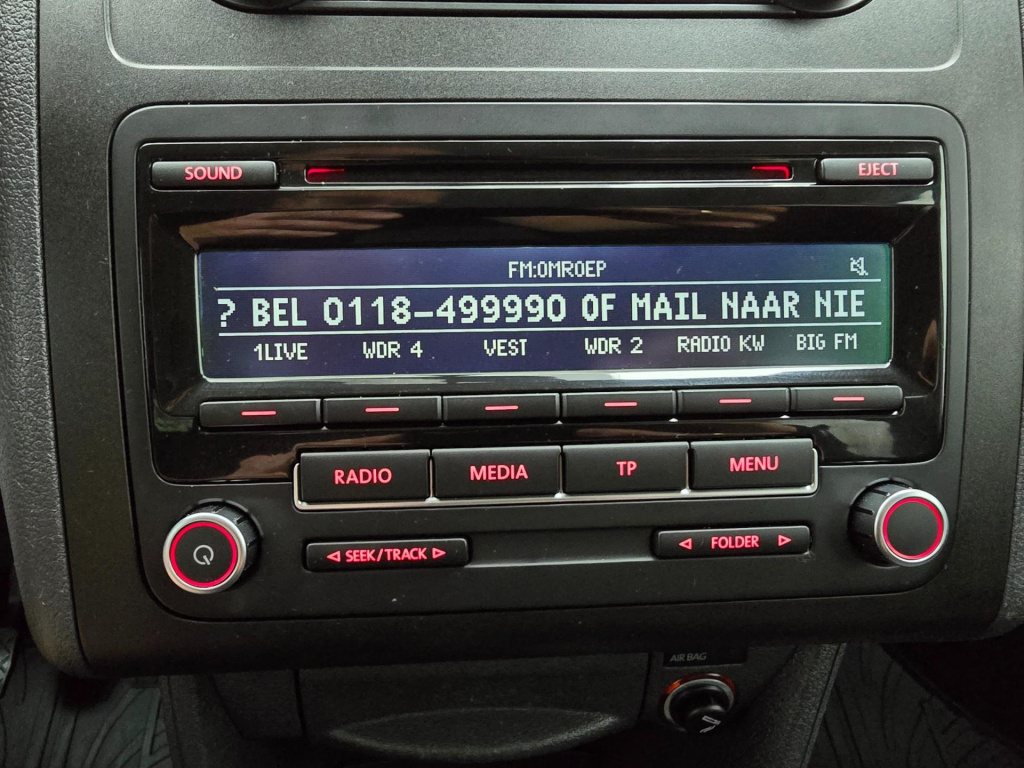 SOUND
EJECT
FM:OMROEP
? BEL 0118-499990 OF MAIL NAAR NIE
1LIVE WDR 4 VEST WDR 2 RADIO KW BIG FM
RADIO MEDIA TP MENU
SEEK/TRACK FOLDER
AIR BAG